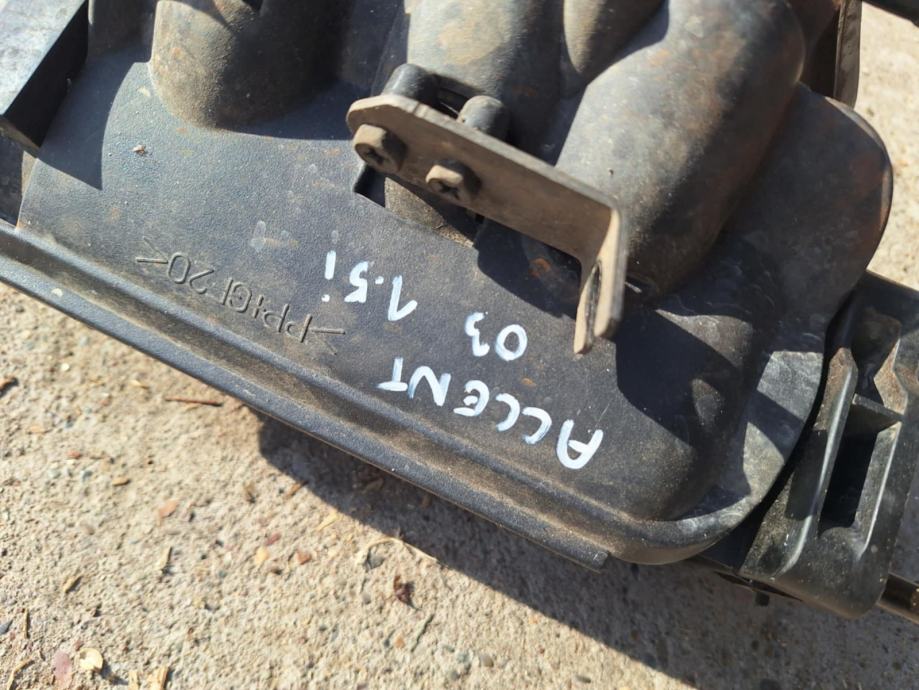 ACCENT
03
1.5i
>PP+GF20<